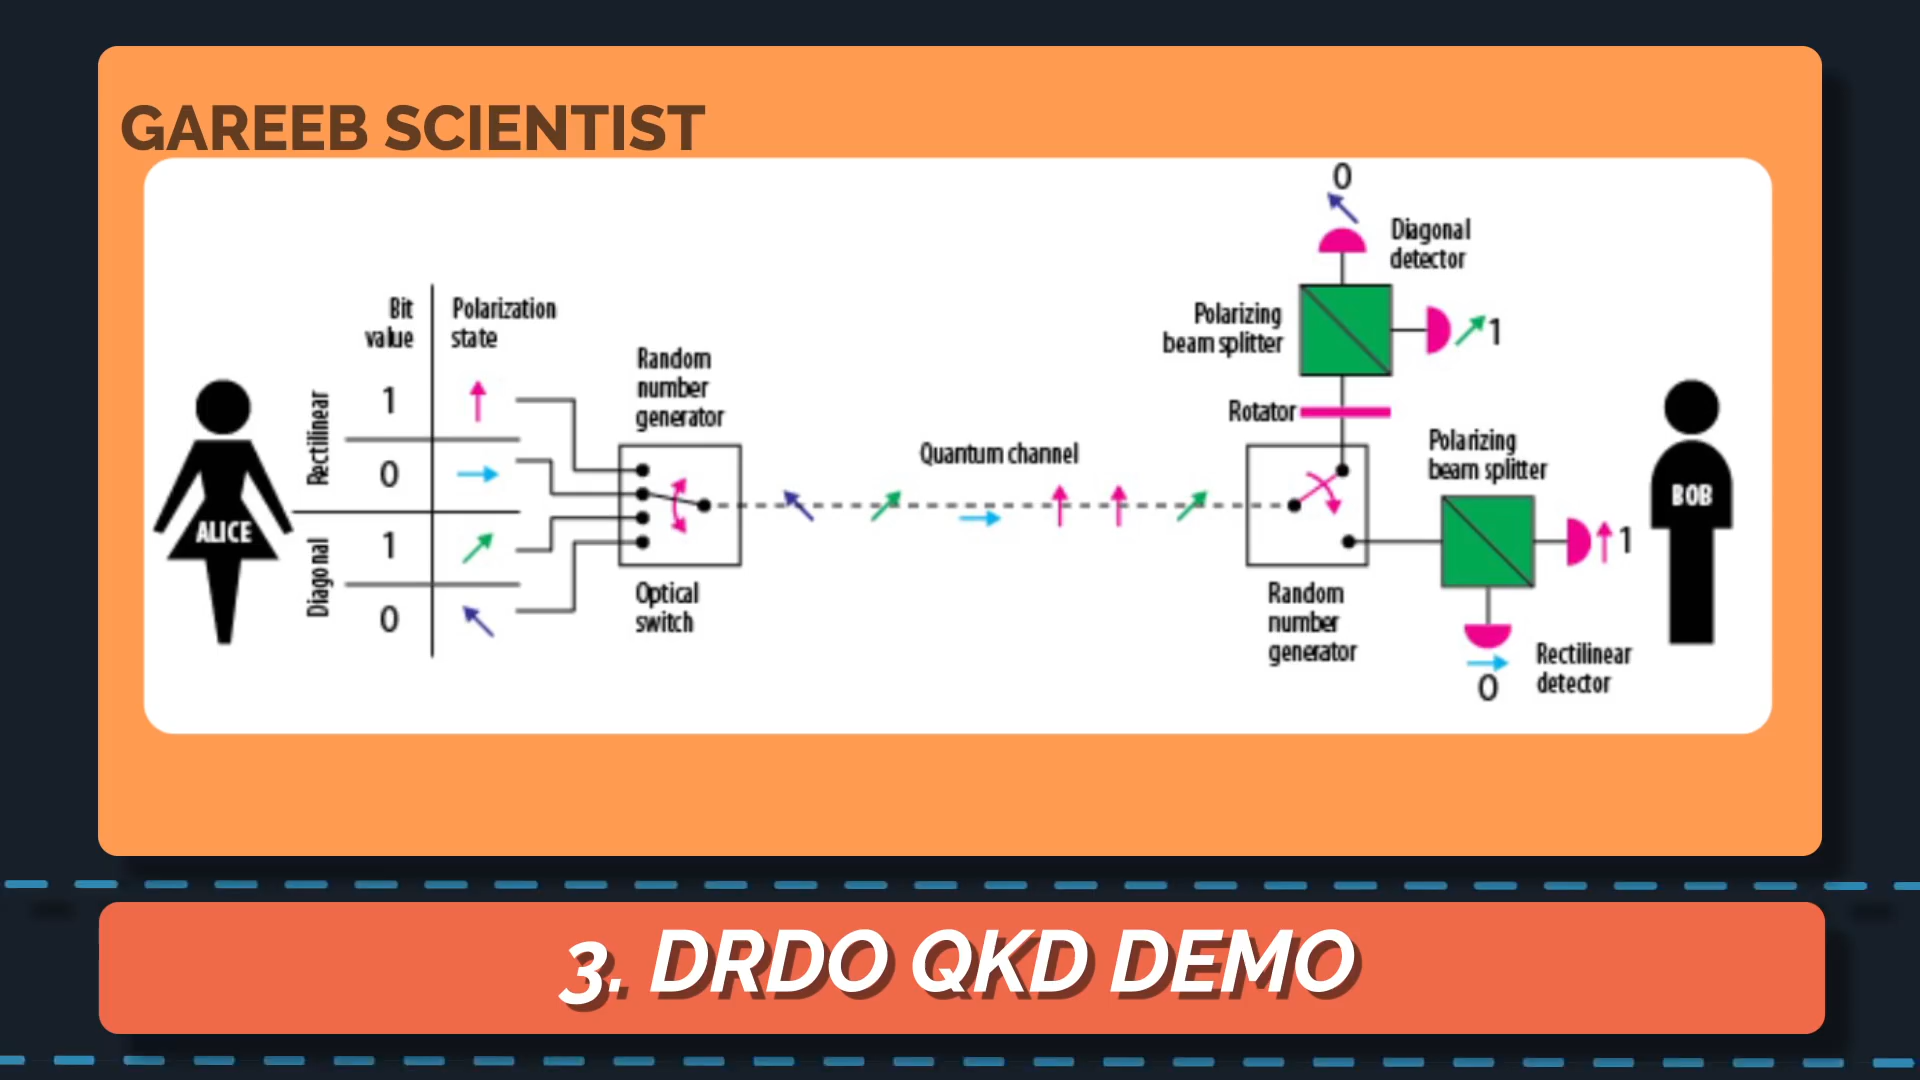 GAREEB SCIENTIST
Bit
value
Polarization
state
Rectilinear
1
0
Diagonal
1
0
ALICE
Random
number
generator
Optical
switch
Quantum channel
0
Diagonal
detector
Polarizing
beam splitter
1
Rotator
Polarizing
beam splitter
1
Random
number
generator
Rectilinear
detector
0
BOB
3. DRDO QKD DEMO